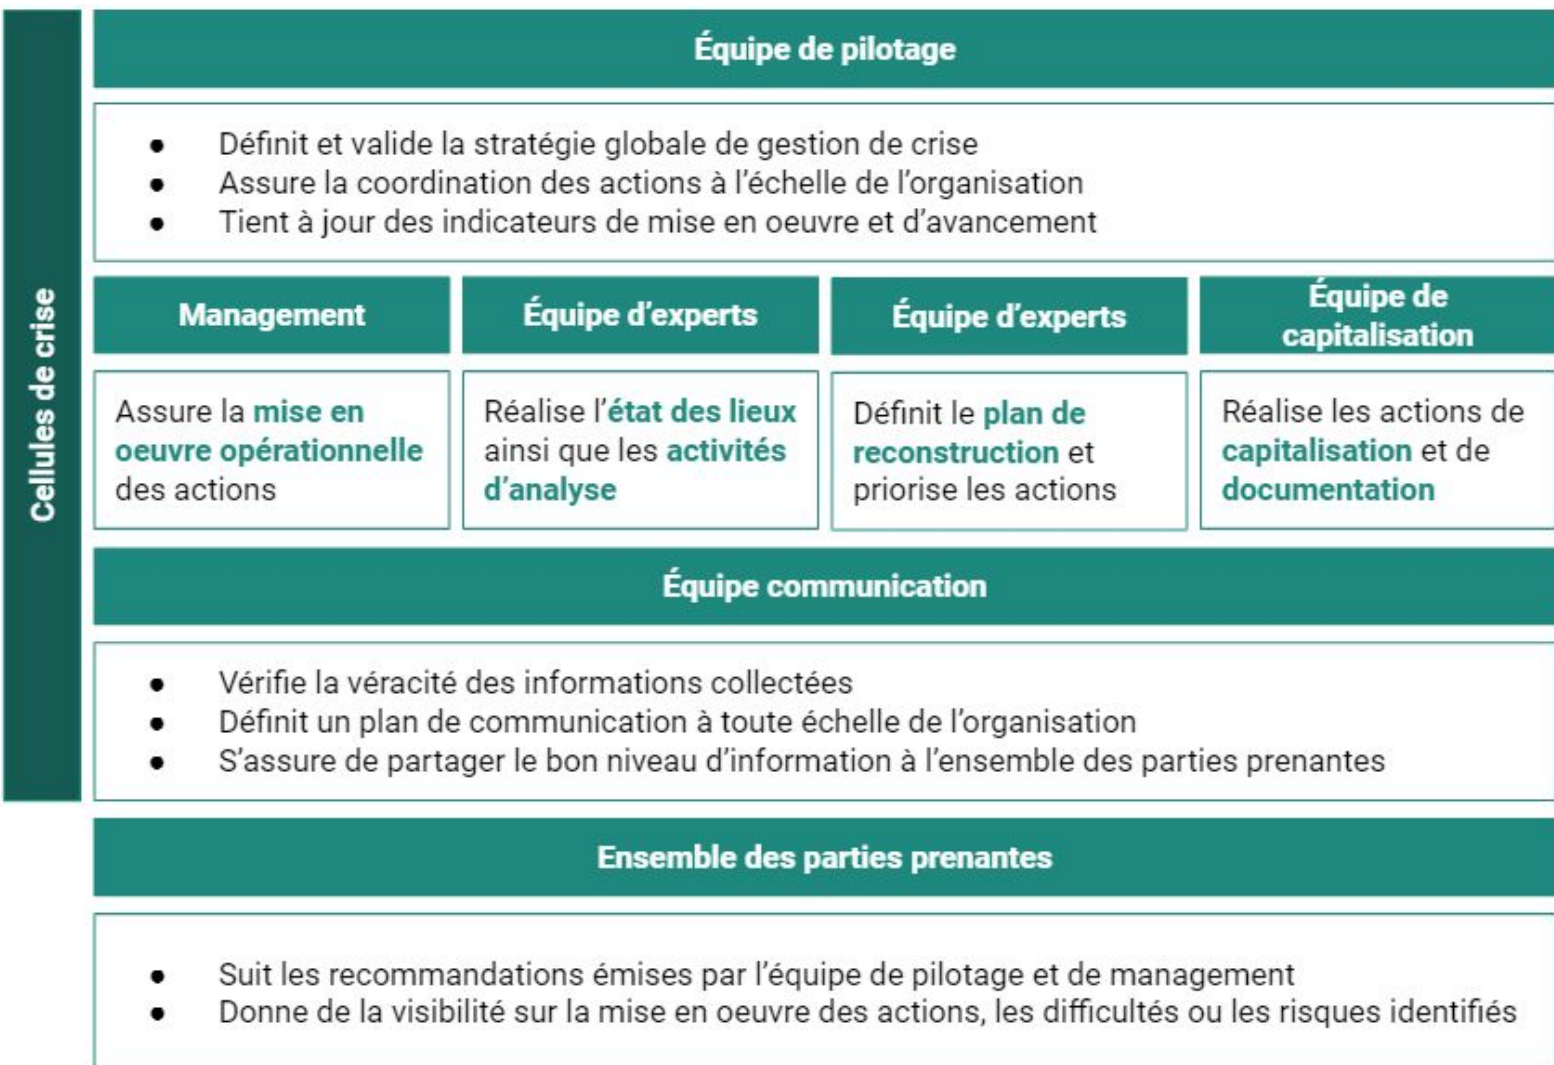 Cellules de crise
Équipe de pilotage
● Définit et valide la stratégie globale de gestion de crise
● Assure la coordination des actions à l’échelle de l’organisation
● Tient à jour des indicateurs de mise en oeuvre et d’avancement
Management
Assure la mise en
oeuvre opérationnelle
des actions
Équipe d’experts
Réalise l’état des lieux
ainsi que les activités
d’analyse
Équipe d’experts
Définit le plan de
reconstruction et
priorise les actions
Équipe de
capitalisation
Réalise les actions de
capitalisation et de
documentation
Équipe communication
● Vérifie la véracité des informations collectées
● Définit un plan de communication à toute échelle de l’organisation
● S’assure de partager le bon niveau d’information à l’ensemble des parties prenantes
Ensemble des parties prenantes
● Suit les recommandations émises par l’équipe de pilotage et de management
● Donne de la visibilité sur la mise en oeuvre des actions, les difficultés ou les risques identifiés